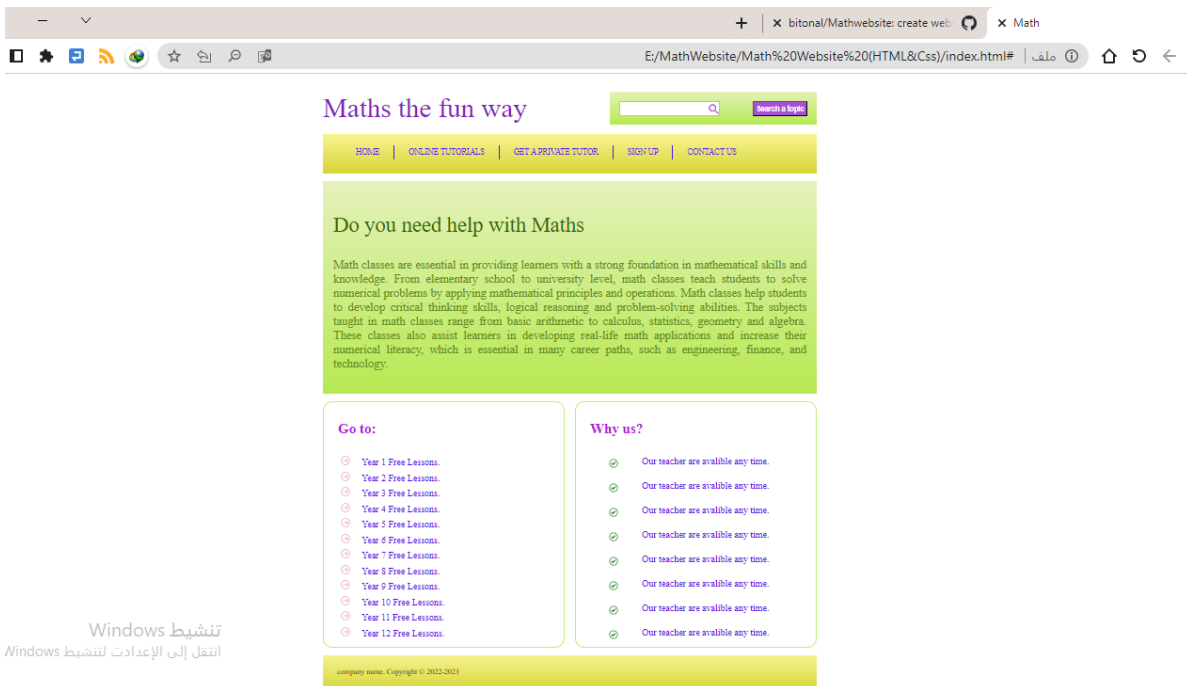 Math
bitonal/Mathwebsite: create web
E:/MathWebsite/Math%20Website%20(HTML&Css)/index.html#
ملف
Maths the fun way
Search a topic
HOME
ONLINE TUTORIALS
GET A PRIVATE TUTOR
SIGN UP
CONTACT US
Do you need help with Maths
Math classes are essential in providing learners with a strong foundation in mathematical skills and
knowledge. From elementary school to university level, math classes teach students to solve
numerical problems by applying mathematical principles and operations. Math classes help students
to develop critical thinking skills, logical reasoning and problem-solving abilities. The subjects
taught in math classes range from basic arithmetic to calculus, statistics, geometry and algebra.
These classes also assist learners in developing real-life math applications and increase their
numerical literacy, which is essential in many career paths, such as engineering, finance, and
technology.
Go to:
Year 1 Free Lessons.
Year 2 Free Lessons.
Year 3 Free Lessons.
Year 4 Free Lessons.
Year 5 Free Lessons.
Year 6 Free Lessons.
Year 7 Free Lessons.
Year 8 Free Lessons.
Year 9 Free Lessons.
Year 10 Free Lessons.
Year 11 Free Lessons.
Year 12 Free Lessons.
Why us?
Our teacher are avalible any time.
Our teacher are avalible any time.
Our teacher are avalible any time.
Our teacher are avalible any time.
Our teacher are avalible any time.
Our teacher are avalible any time.
Our teacher are avalible any time.
Our teacher are avalible any time.
company name. Copyright © 2022-2023
تنشيط Windows
انتقل إلى الإعدادات لتنشيط Windows